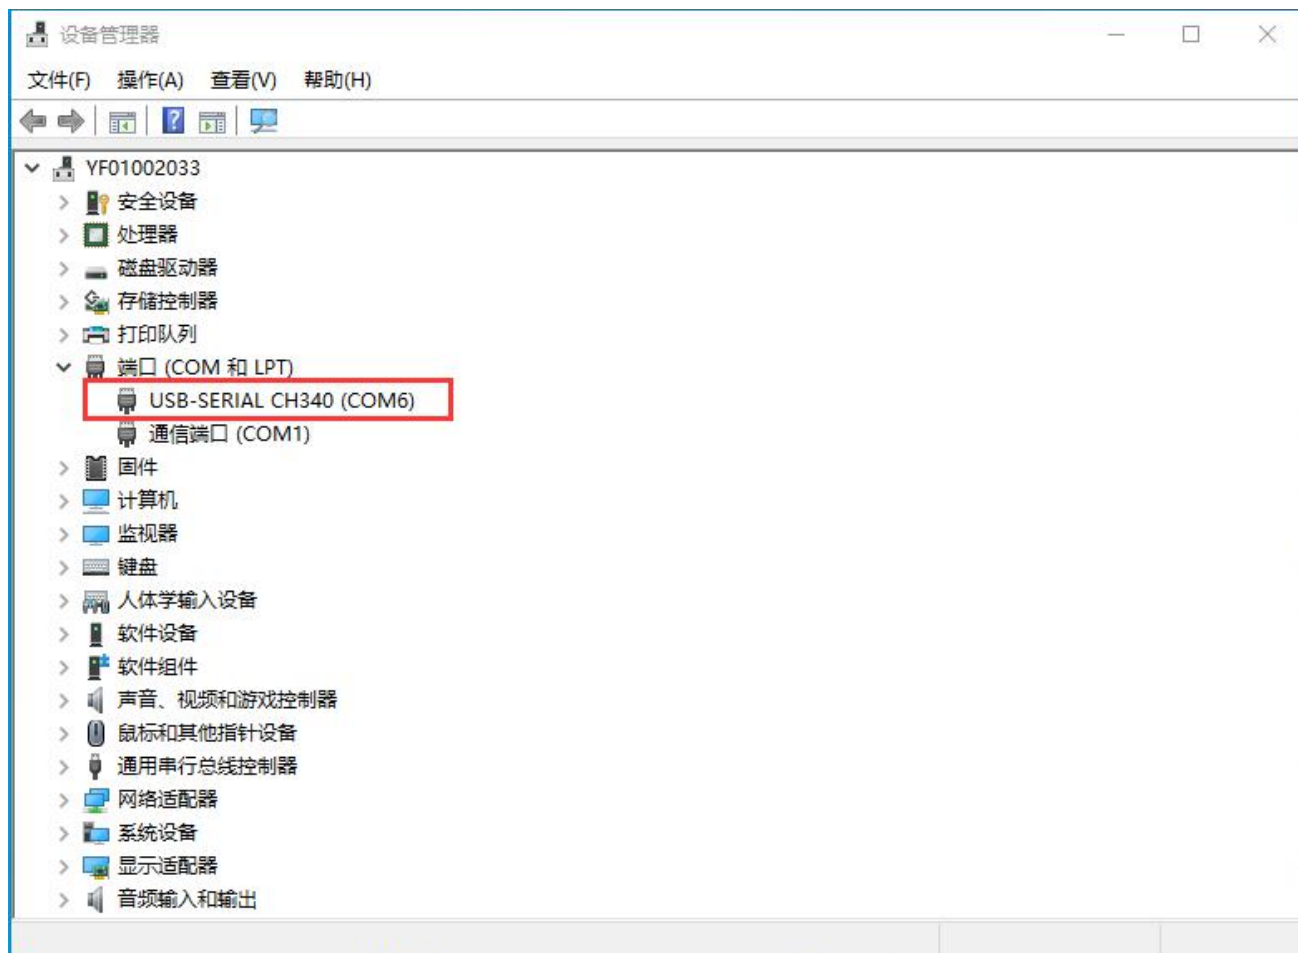 设备管理器
文件(F) 操作(A) 查看(V) 帮助(H)
YF01002033
安全设备
处理器
磁盘驱动器
存储控制器
打印队列
端口 (COM 和 LPT)
USB-SERIAL CH340 (COM6)
通信端口 (COM1)
固件
计算机
监视器
键盘
人体学输入设备
软件设备
软件组件
声音、视频和游戏控制器
鼠标和其他指针设备
通用串行总线控制器
网络适配器
系统设备
显示适配器
音频输入和输出